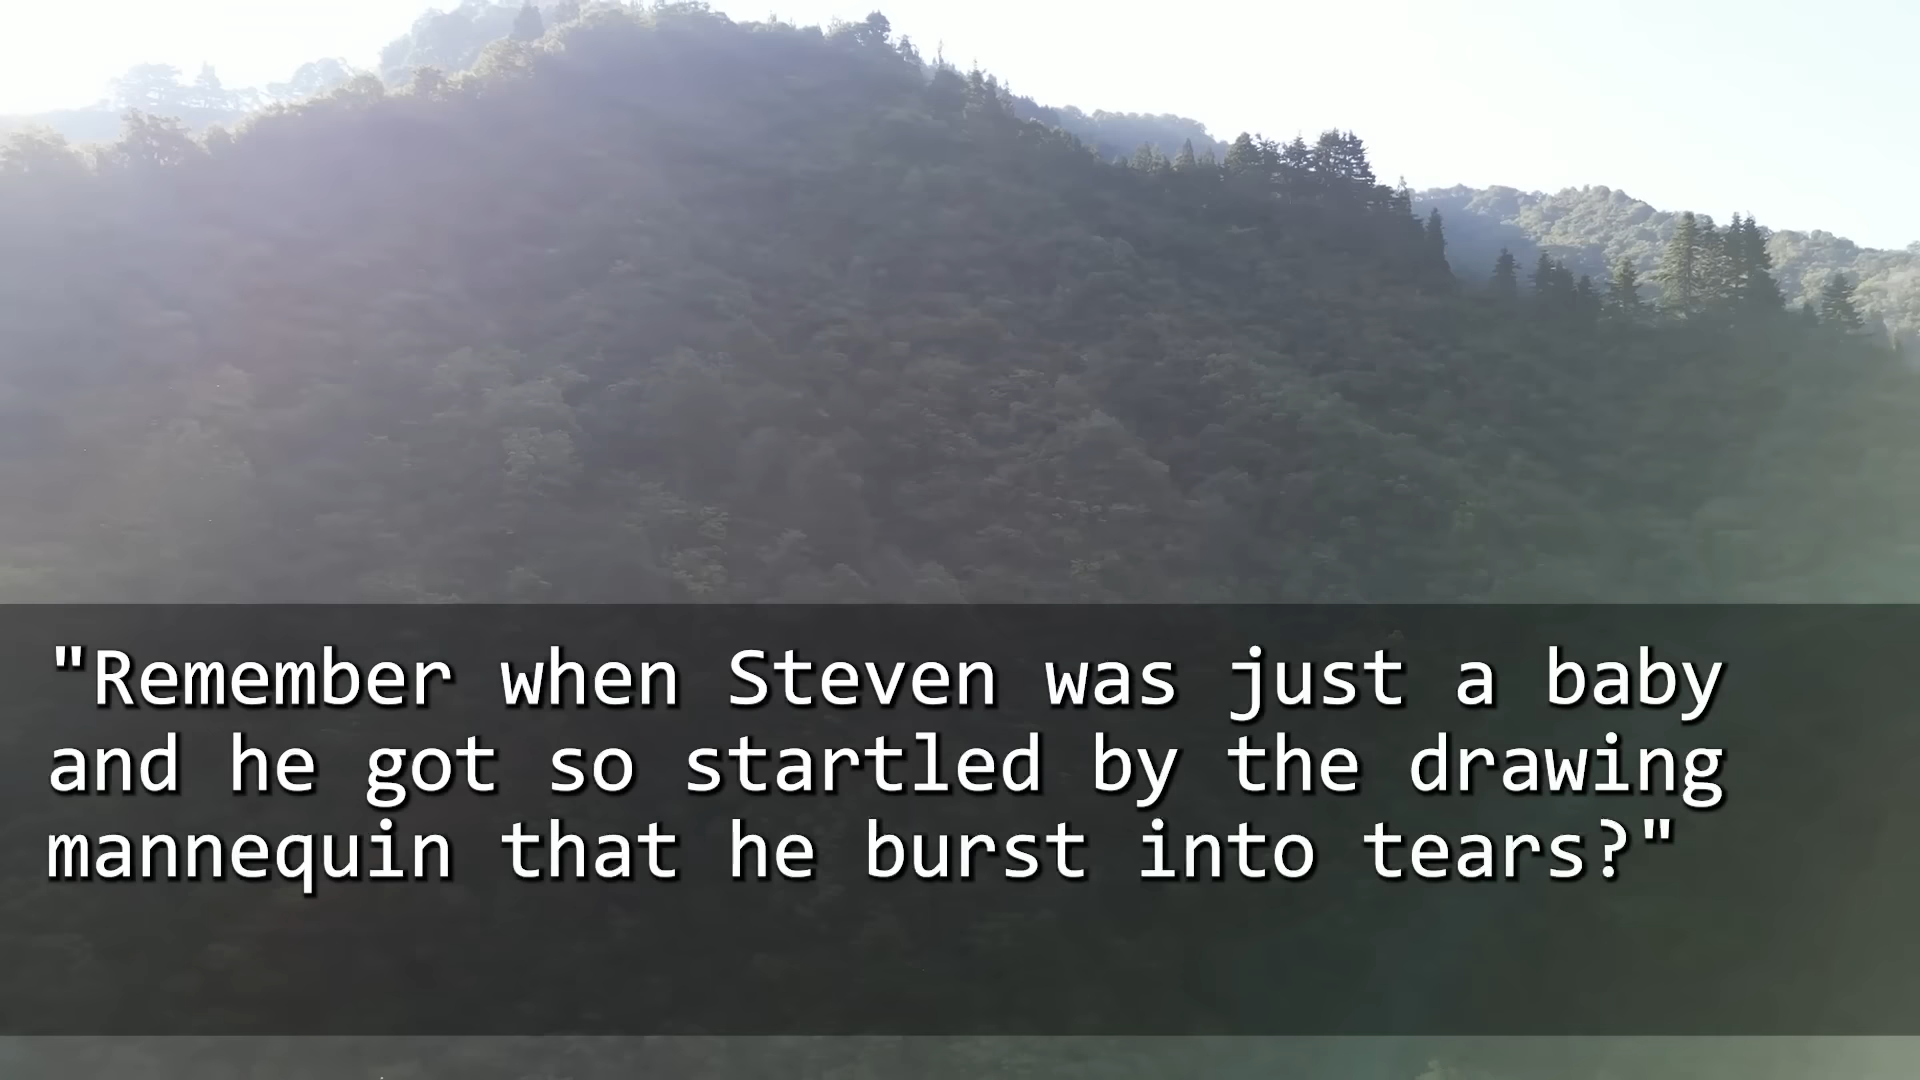 "Remember when Steven was just a baby
and he got so startled by the drawing
mannequin that he burst into tears?"